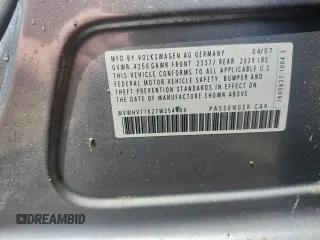 MFD. BY VOLKSWAGEN AG GERMANY 04/07
GVWR. 4256 GAWR FRONT 2337/ REAR 2029 LBS
THIS VEHICLE CONFORMS TO ALL APPLICABLE
FEDERAL MOTOR VEHICLE SAFETY, BUMPER AND
THEFT PREVENTION STANDARDS IN EFFECT ON THE
DATE OF MANUFACTURE SHOWN ABOVE.
PASSENGER CAR
DREAMBID